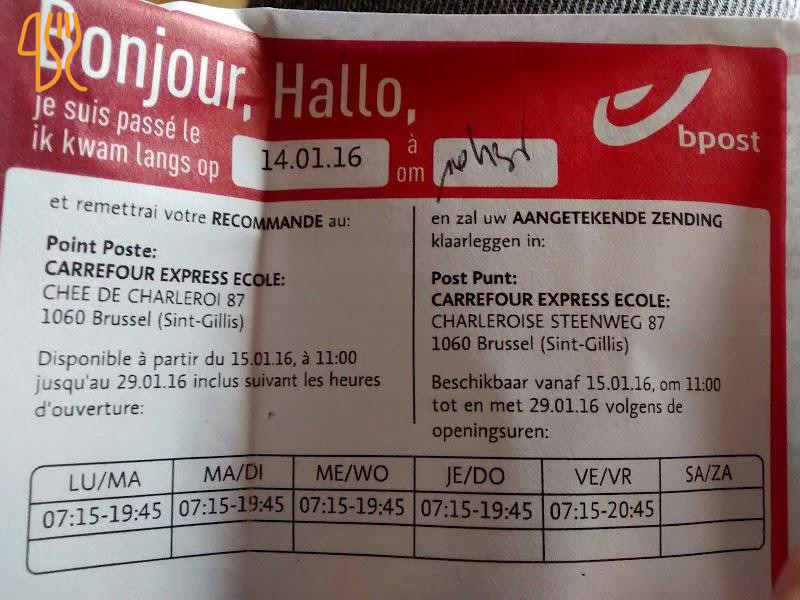 Bonjour, Hallo,
je suis passé le
ik kwam langs op
14.01.16
à
om
bpost
et remettrai votre RECOMMANDE au:
Point Poste:
CARREFOUR EXPRESS ECOLE:
CHEE DE CHARLEROI 87
1060 Brussel (Sint-Gillis)
Disponible à partir du 15.01.16, à 11:00
jusqu'au 29.01.16 inclus suivant les heures
d'ouverture:
en zal uw AANGETEKENDE ZENDING
klaarleggen in:
Post Punt:
CARREFOUR EXPRESS ECOLE:
CHARLEROISE STEENWEG 87
1060 Brussel (Sint-Gillis)
Beschikbaar vanaf 15.01.16, om 11:00
tot en met 29.01.16 volgens de
openingsuren:
LU/MA MA/DI ME/WO JE/DO VE/VR SA/ZA
07:15-19:45 07:15-19:45 07:15-19:45 07:15-19:45 07:15-20:45